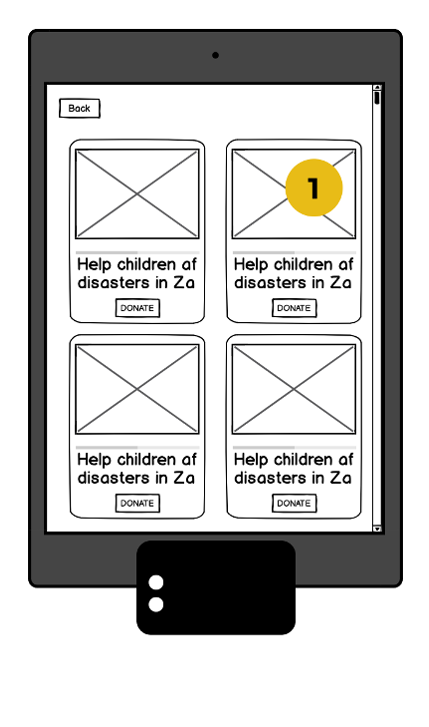 Back
1
Help children af
disasters in Za
DONATE
Help children af
disasters in Za
DONATE
Help children af
disasters in Za
DONATE
Help children af
disasters in Za
DONATE